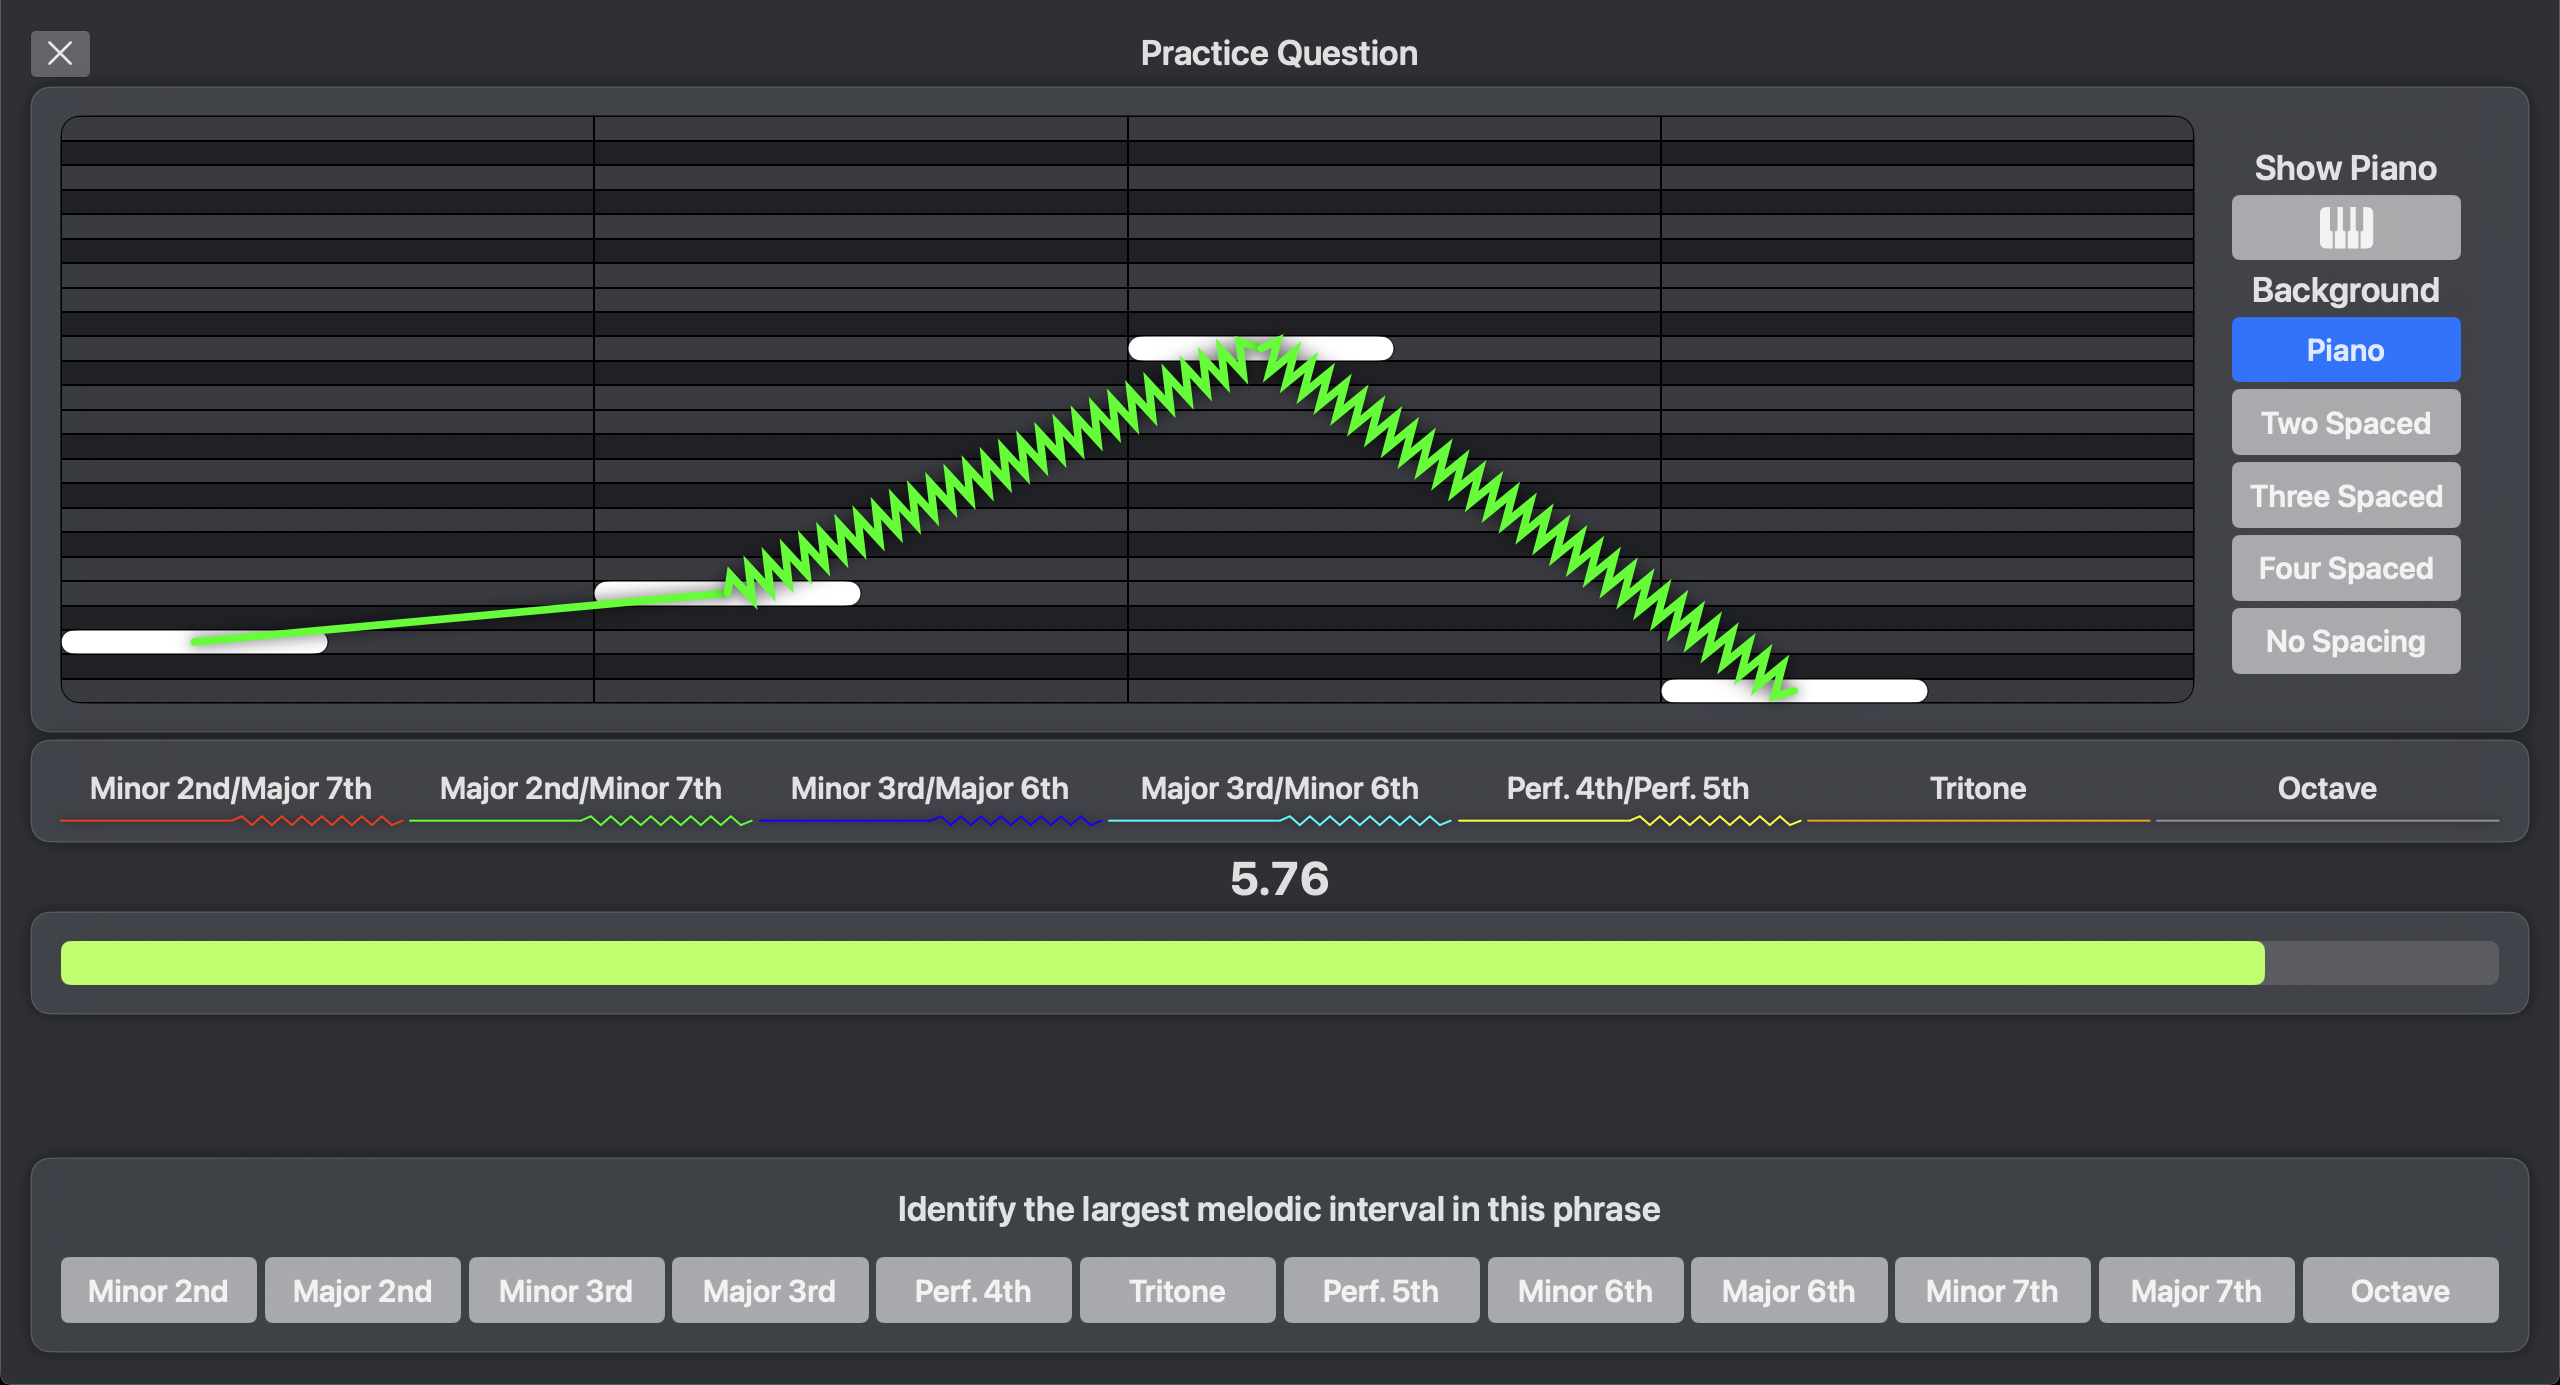 Practice Question
Show Piano
Background
Piano
Two Spaced
Three Spaced
Four Spaced
No Spacing
Minor 2nd/Major 7th
Major 2nd/Minor 7th
Minor 3rd/Major 6th
Major 3rd/Minor 6th
Perf. 4th/Perf. 5th
Tritone
Octave
5.76
Identify the largest melodic interval in this phrase
Minor 2nd
Major 2nd
Minor 3rd
Major 3rd
Perf. 4th
Tritone
Perf. 5th
Minor 6th
Major 6th
Minor 7th
Major 7th
Octave